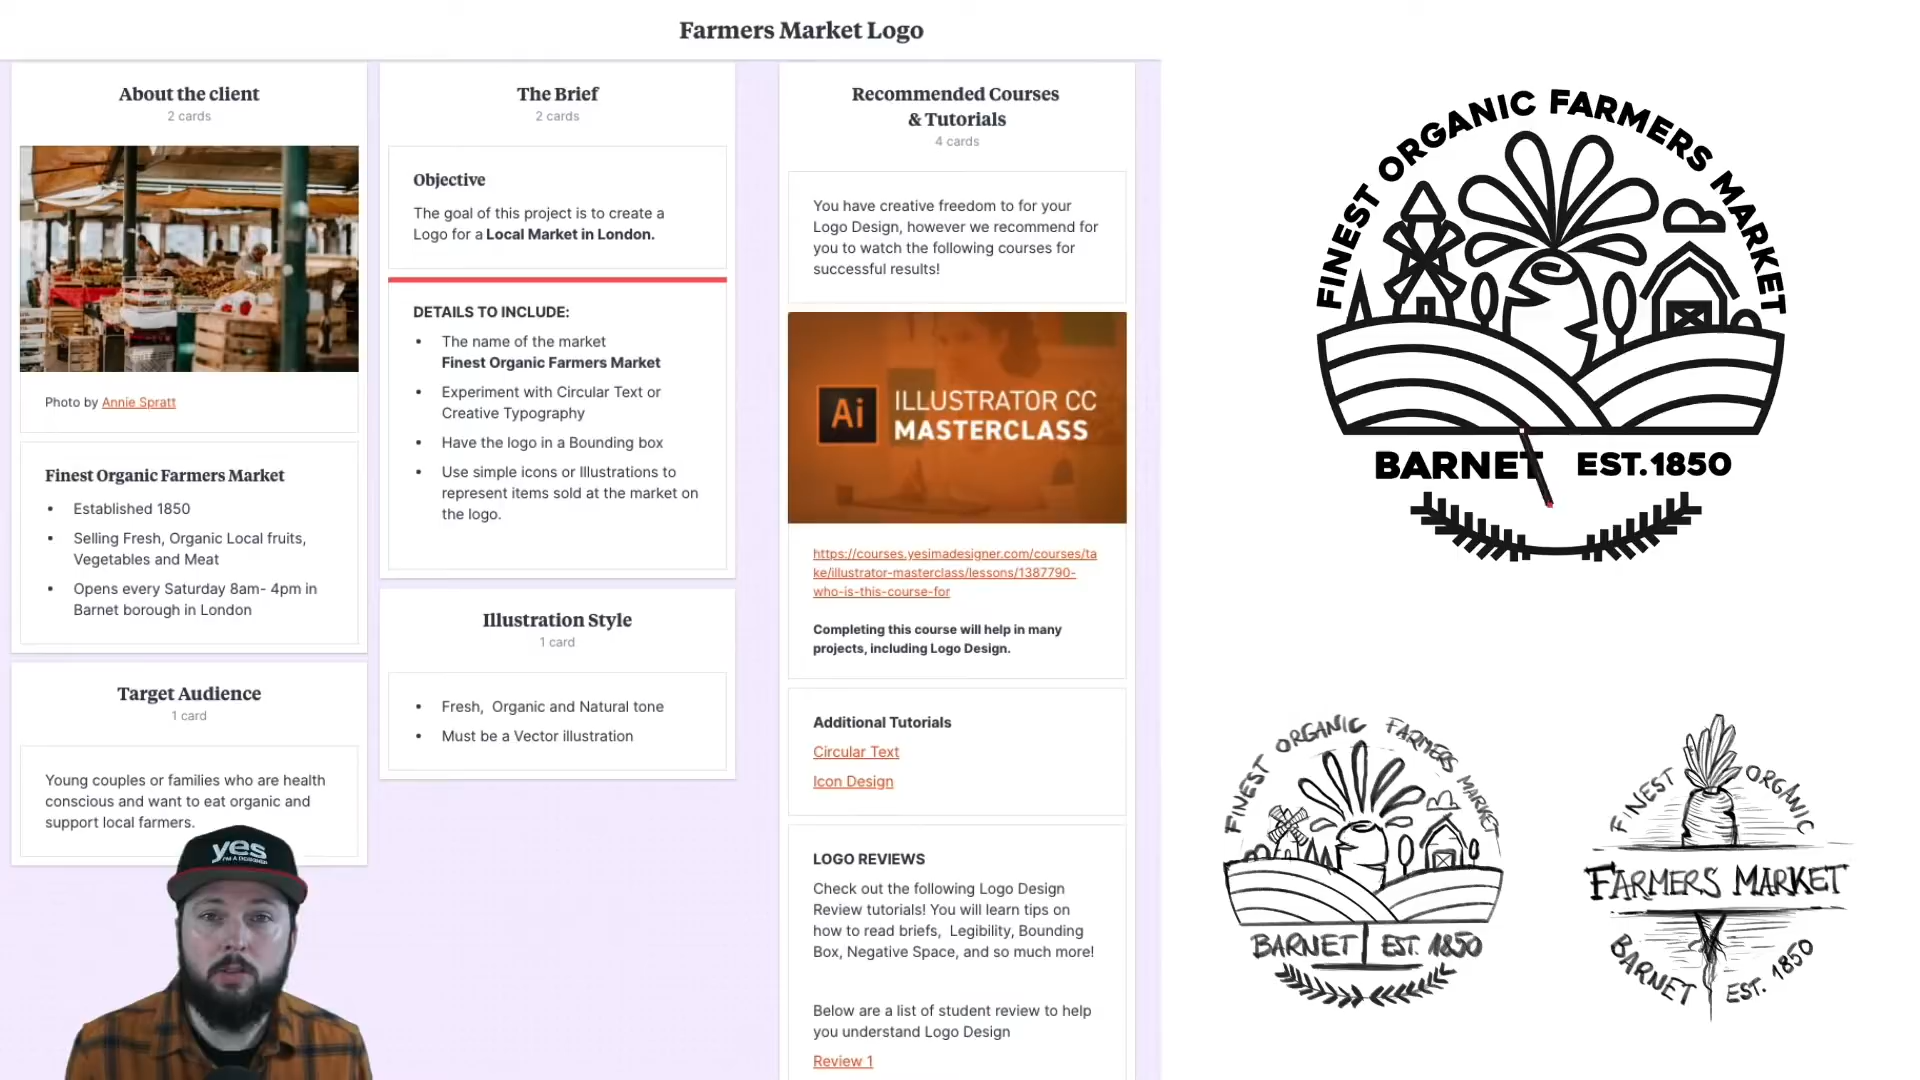 Farmers Market Logo
About the client
2 cards
Photo by Annie Spratt
Finest Organic Farmers Market
• Established 1850
• Selling Fresh, Organic Local fruits,
Vegetables and Meat
• Opens every Saturday 8am- 4pm in
Barnet borough in London
Target Audience
1 card
Young couples or families who are health
conscious and want to eat organic and
support local farmers.
yes
I'M A DESIGNER
The Brief
2 cards
Objective
The goal of this project is to create a
Logo for a Local Market in London.
DETAILS TO INCLUDE:
• The name of the market
Finest Organic Farmers Market
• Experiment with Circular Text or
Creative Typography
• Have the logo in a Bounding box
• Use simple icons or Illustrations to
represent items sold at the market on
the logo.
Illustration Style
1 card
• Fresh, Organic and Natural tone
• Must be a Vector illustration
Recommended Courses
& Tutorials
4 cards
You have creative freedom to for your
Logo Design, however we recommend for
you to watch the following courses for
successful results!
Ai ILLUSTRATOR CC
MASTERCLASS
https://courses.yesimadesigner.com/courses/ta
ke/illustrator-masterclass/lessons/1387790-
who-is-this-course-for
Completing this course will help in many
projects, including Logo Design.
Additional Tutorials
Circular Text
Icon Design
LOGO REVIEWS
Check out the following Logo Design
Review tutorials! You will learn tips on
how to read briefs, Legibility, Bounding
Box, Negative Space, and so much more!
Below are a list of student review to help
you understand Logo Design
Review 1
FINEST ORGANIC FARMERS MARKET
BARNET EST. 1850
FINEST ORGANIC FARMERS MARKET
BARNET EST. 1850
FINEST ORGANIC
FARMERS MARKET
BARNET EST. 1850